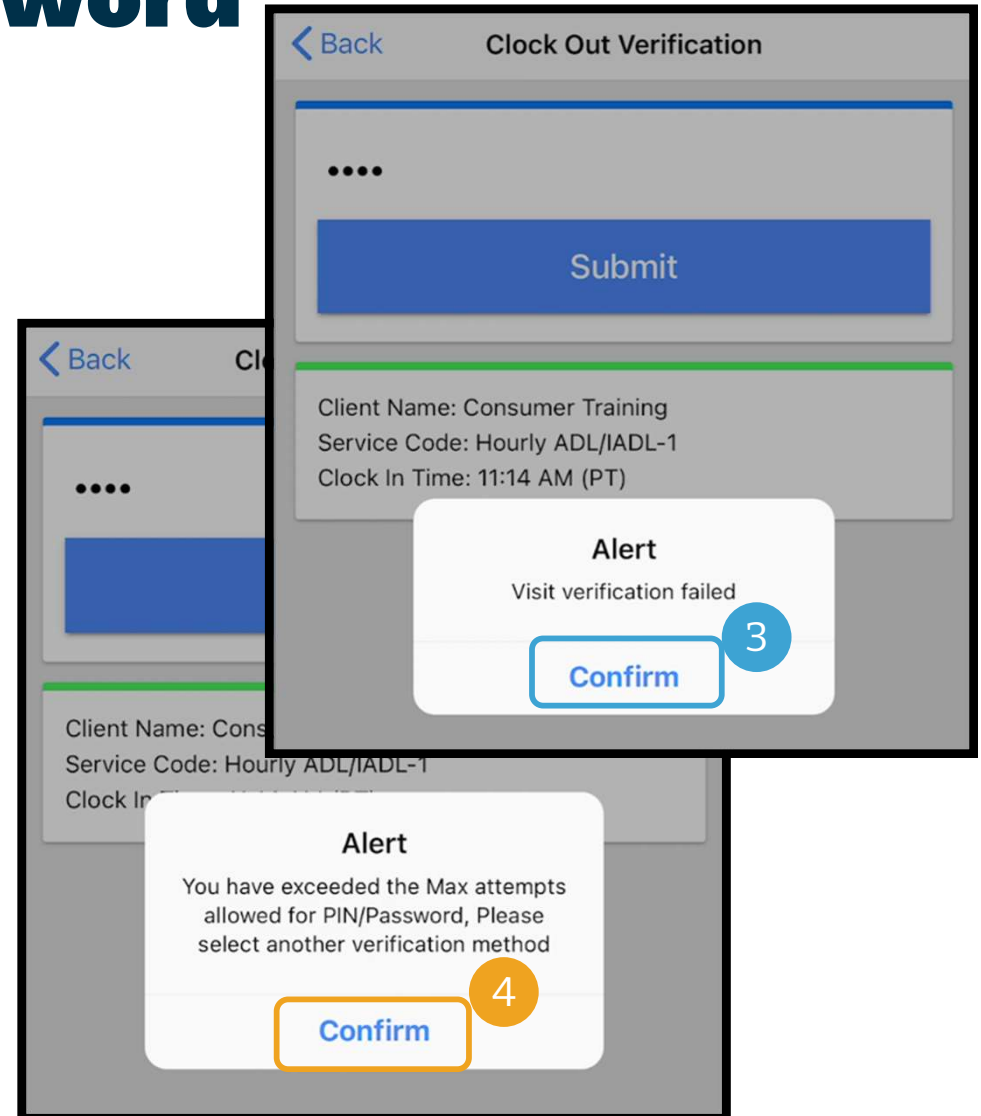 word
Back Clock Out Verification
••••
Submit
Client Name: Consumer Training
Service Code: Hourly ADL/IADL-1
Clock In Time: 11:14 AM (PT)
Alert
Visit verification failed
3
Confirm
Back Cl
••••
Client Name: Cons
Service Code: Hourly ADL/IADL-1
Clock In
Alert
You have exceeded the Max attempts
allowed for PIN/Password, Please
select another verification method
4
Confirm